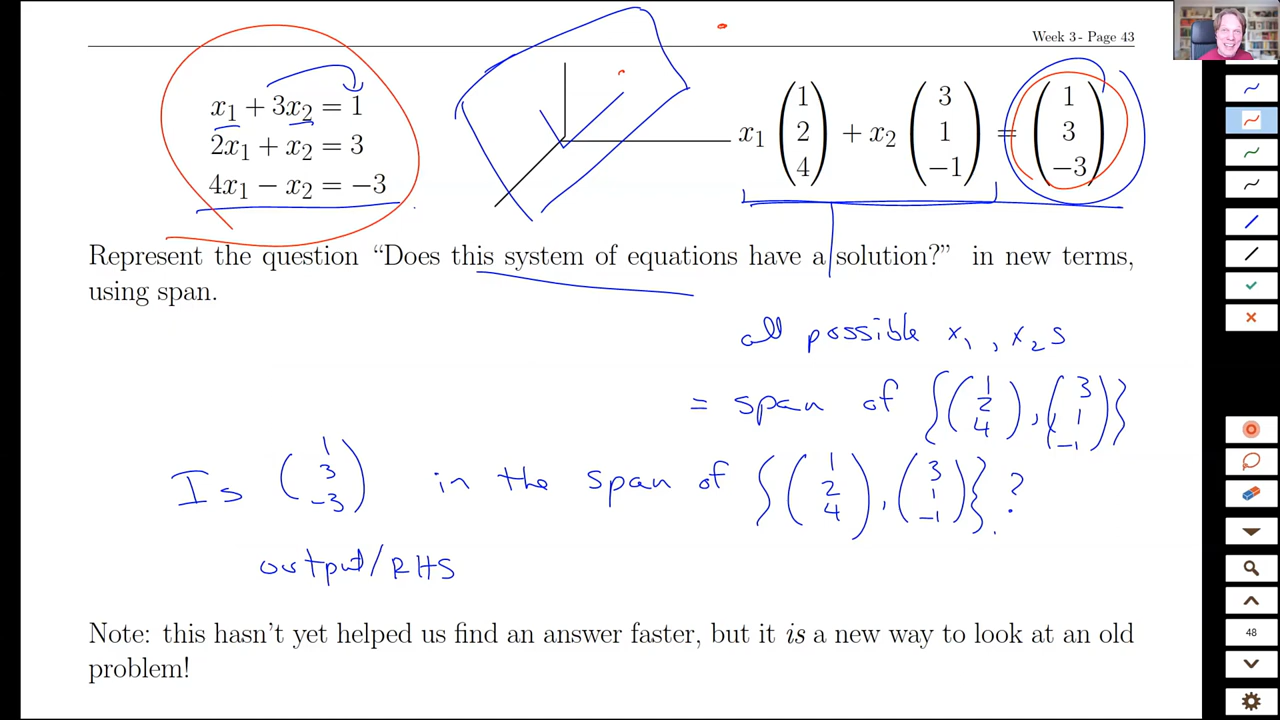 Week 3 - Page 43
x₁ + 3x₂ = 1
2x₁ + x₂ = 3
4x₁ − x₂ = −3
x₁ (1 2 4) + x₂ (3 1 −1) = (1 3 −3)
Represent the question “Does this system of equations have a solution?” in new terms,
using span.
all possible x₁, x₂s
= span of {(1 2 4), (3 1 −1)}
Is (1 3 −3) in the span of {(1 2 4), (3 1 −1)}?
output/RHS
Note: this hasn’t yet helped us find an answer faster, but it is a new way to look at an old
problem!
48